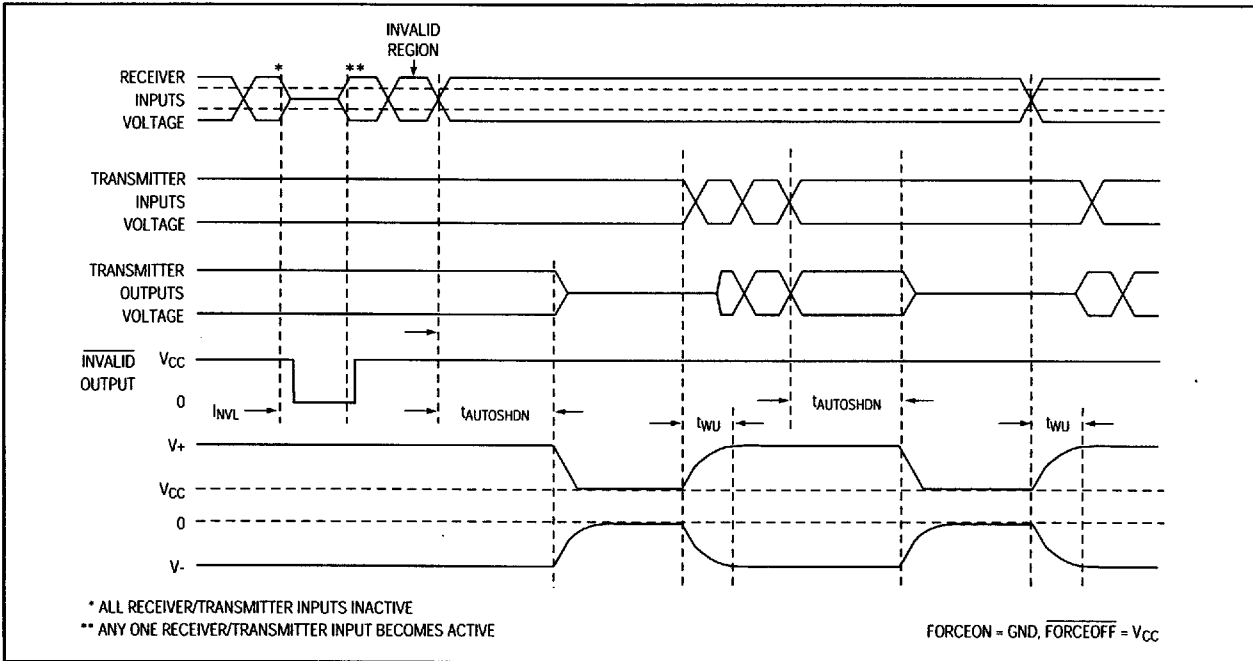 INVALID
REGION
* **
RECEIVER
INPUTS
VOLTAGE
TRANSMITTER
INPUTS
VOLTAGE
TRANSMITTER
OUTPUTS
VOLTAGE
INVALID
OUTPUT
VCC
0
INVL
tAUTOSHDN
tWU
tAUTOSHDN
tWU
V+
VCC
0
V-
* ALL RECEIVER/TRANSMITTER INPUTS INACTIVE
** ANY ONE RECEIVER/TRANSMITTER INPUT BECOMES ACTIVE
FORCEON = GND, FORCEOFF = VCC